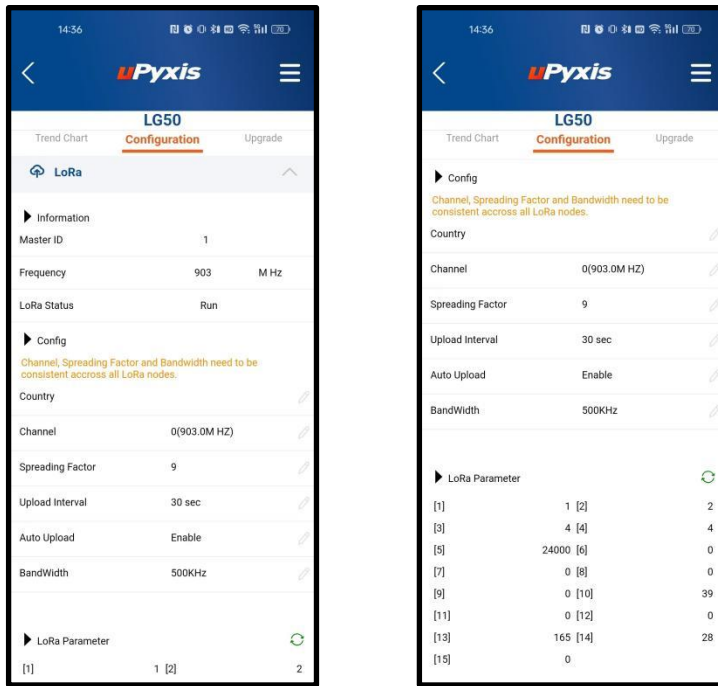 14:36
70
uPyxis
LG50
Trend Chart Configuration Upgrade
LoRa
Information
Master ID 1
Frequency 903 M Hz
LoRa Status Run
Config
Channel, Spreading Factor and Bandwidth need to be
consistent accross all LoRa nodes.
Country
Channel 0(903.0M HZ)
Spreading Factor 9
Upload Interval 30 sec
Auto Upload Enable
BandWidth 500KHz
LoRa Parameter
[1] 1 [2] 2
14:36
70
uPyxis
LG50
Trend Chart Configuration Upgrade
Config
Channel, Spreading Factor and Bandwidth need to be
consistent accross all LoRa nodes.
Country
Channel 0(903.0M HZ)
Spreading Factor 9
Upload Interval 30 sec
Auto Upload Enable
BandWidth 500KHz
LoRa Parameter
[1] 1 [2] 2
[3] 4 [4] 4
[5] 24000 [6] 0
[7] 0 [8] 0
[9] 0 [10] 39
[11] 0 [12] 0
[13] 165 [14] 28
[15] 0